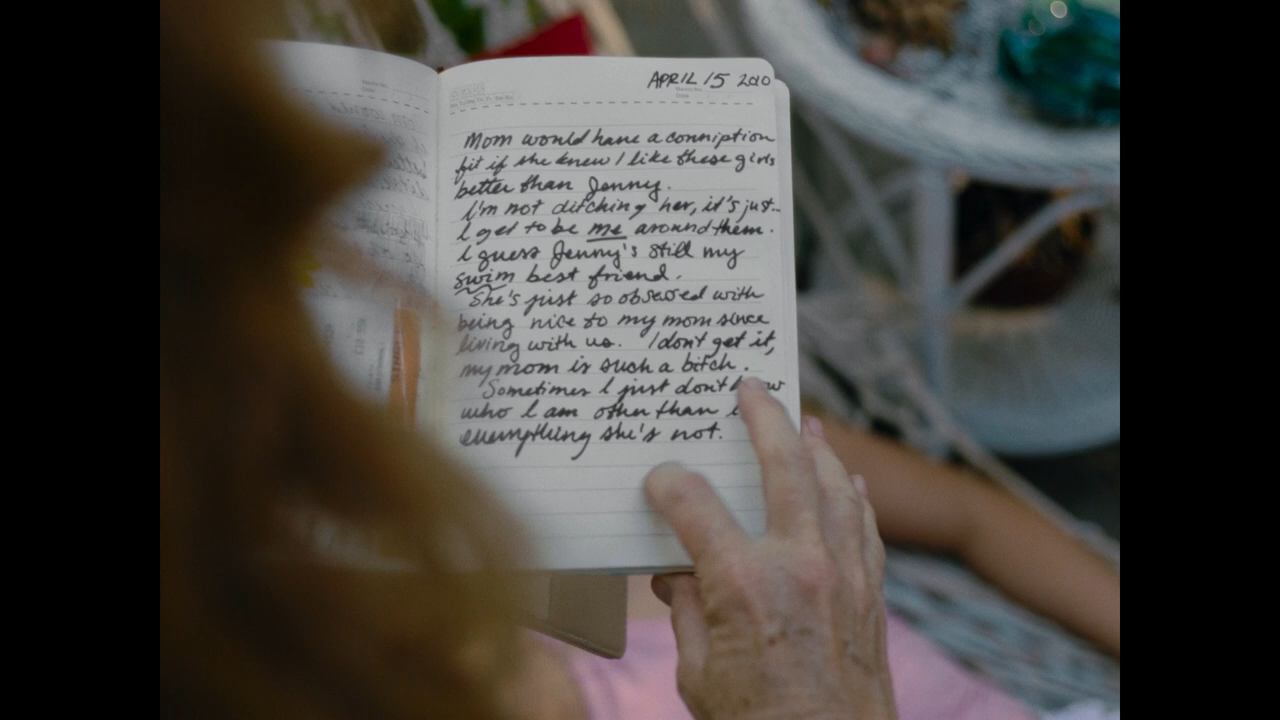 APRIL 15 2010
Mom would have a conniption
fit if she knew I like these girls
better than Jenny.
I'm not ditching her, it's just..
I get to be me around them.
I guess Jenny's still my
swim best friend.
She's just so obsessed with
being nice to my mom since
living with us. I don't get it,
my mom is such a bitch.
Sometimes I just don't know
who I am other than
everything she's not.